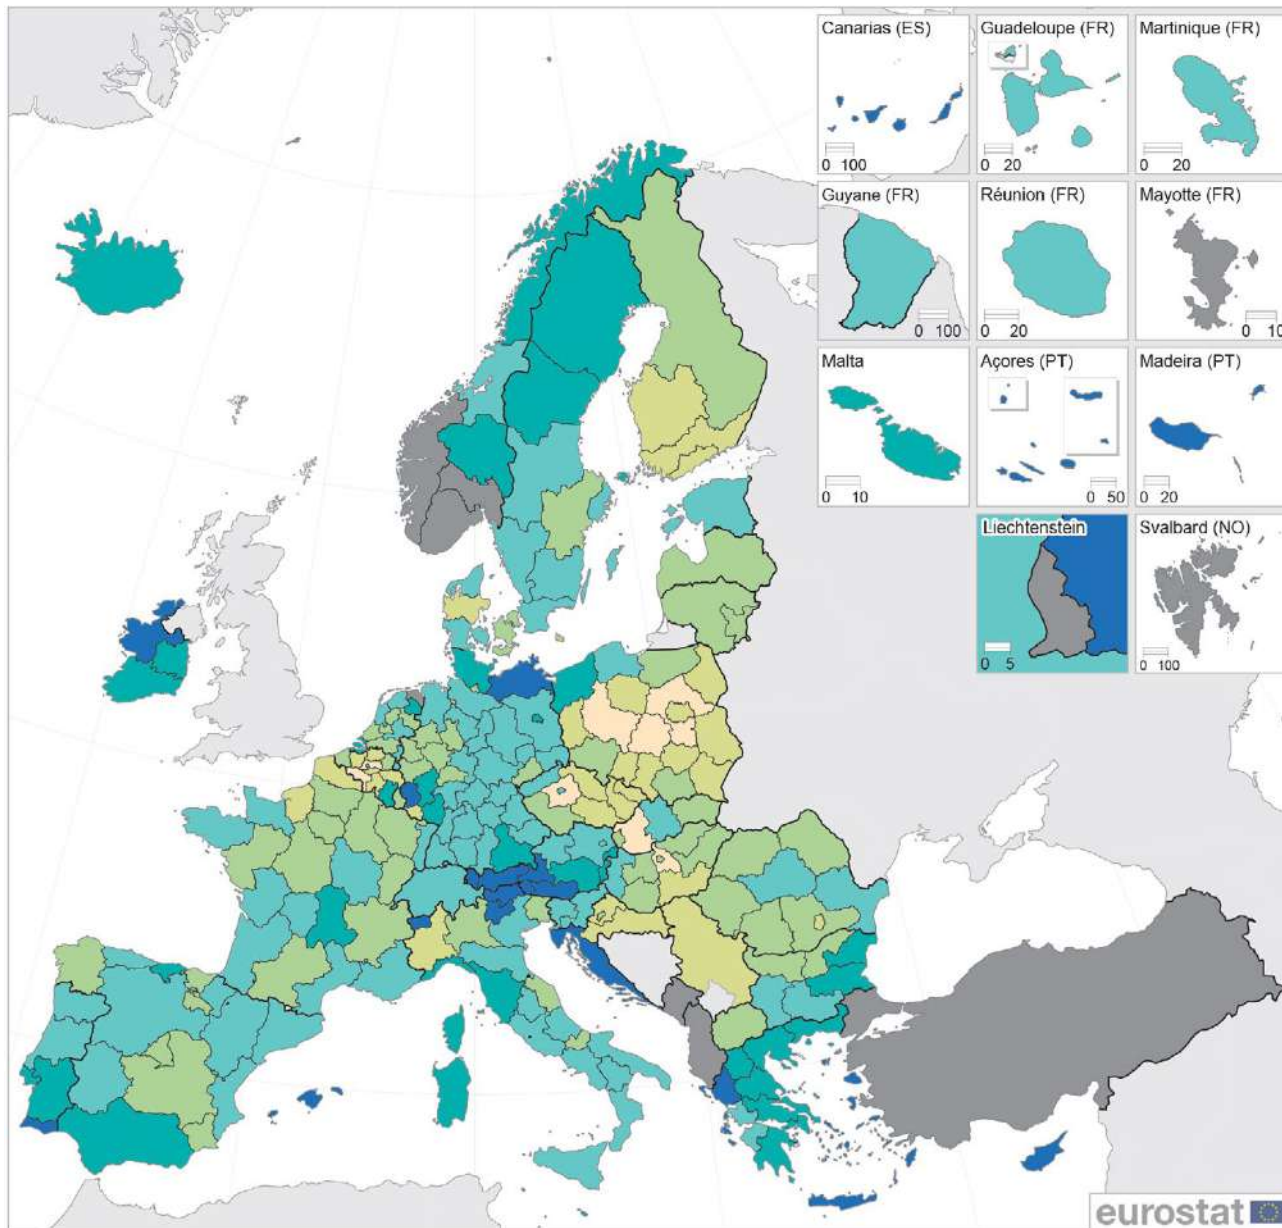 Canarias (ES)
0 100
Guadeloupe (FR)
0 20
Martinique (FR)
0 20
Guyane (FR)
0 100
Réunion (FR)
0 20
Mayotte (FR)
0 10
Malta
0 10
Açores (PT)
0 50
Madeira (PT)
0 20
Liechtenstein
0 5
Svalbard (NO)
0 100
eurostat